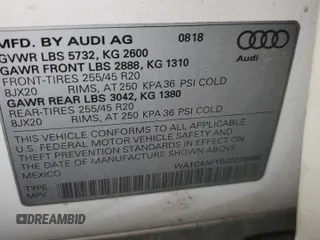 MFD. BY AUDI AG 0818
GVWR LBS 5732, KG 2600
GAWR FRONT LBS 2888, KG 1310
FRONT-TIRES 255/45 R20
8JX20 RIMS, AT 250 KPA 36 PSI COLD
GAWR REAR LBS 3042, KG 1380
REAR-TIRES 255/45 R20
8JX20 RIMS, AT 250 KPA 36 PSI COLD
Audi
THIS VEHICLE CONFORMS TO ALL APPLICABLE
U.S. FEDERAL MOTOR VEHICLE SAFETY AND
THEFT PREVENTION STANDARDS IN EFFECT ON
THE DATE OF MANUFACTURE SHOWN ABOVE.
TYPE:
MPV
MEXICO
DREAMBID